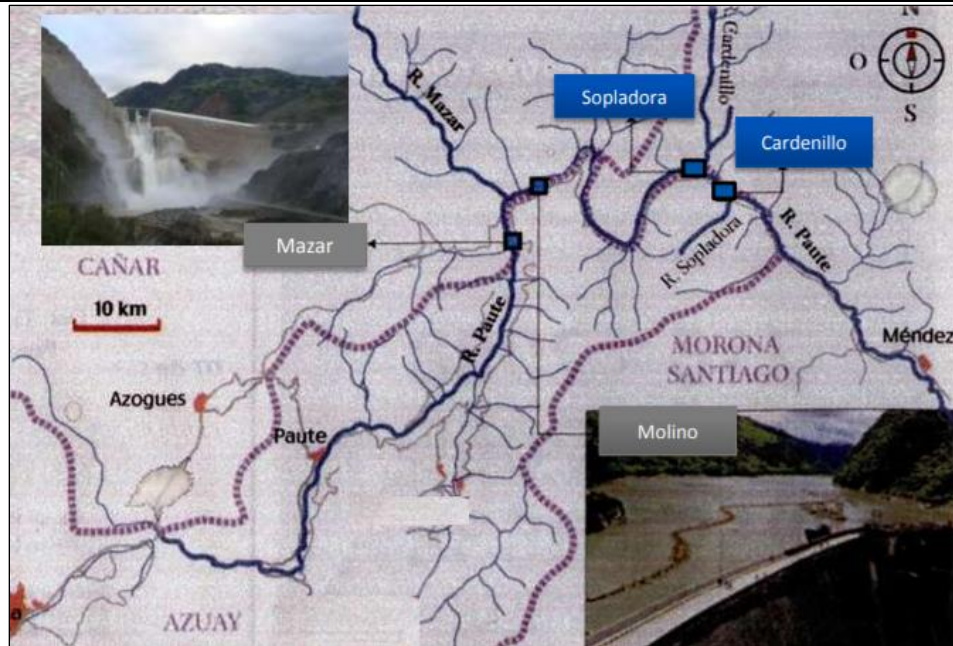 N
O
S
Cardenillo
Sopladora
R. Mazar
Cardenillo
Mazar
R. Sopladora
R. Paute
CAÑAR
10 km
R. Paute
MORONA
SANTIAGO
Méndez
Azogues
Paute
Molino
AZUAY
a